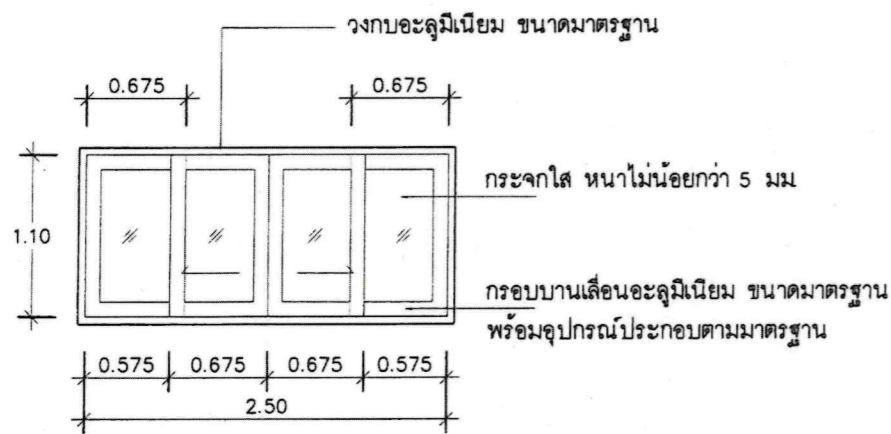 วงกบอะลูมิเนียม ขนาดมาตรฐาน
0.675 0.675
กระจกใส หนาไม่น้อยกว่า 5 มม
1.10
กรอบบานเลื่อนอะลูมิเนียม ขนาดมาตรฐาน
พร้อมอุปกรณ์ประกอบตามมาตรฐาน
0.575 0.675 0.675 0.575
2.50